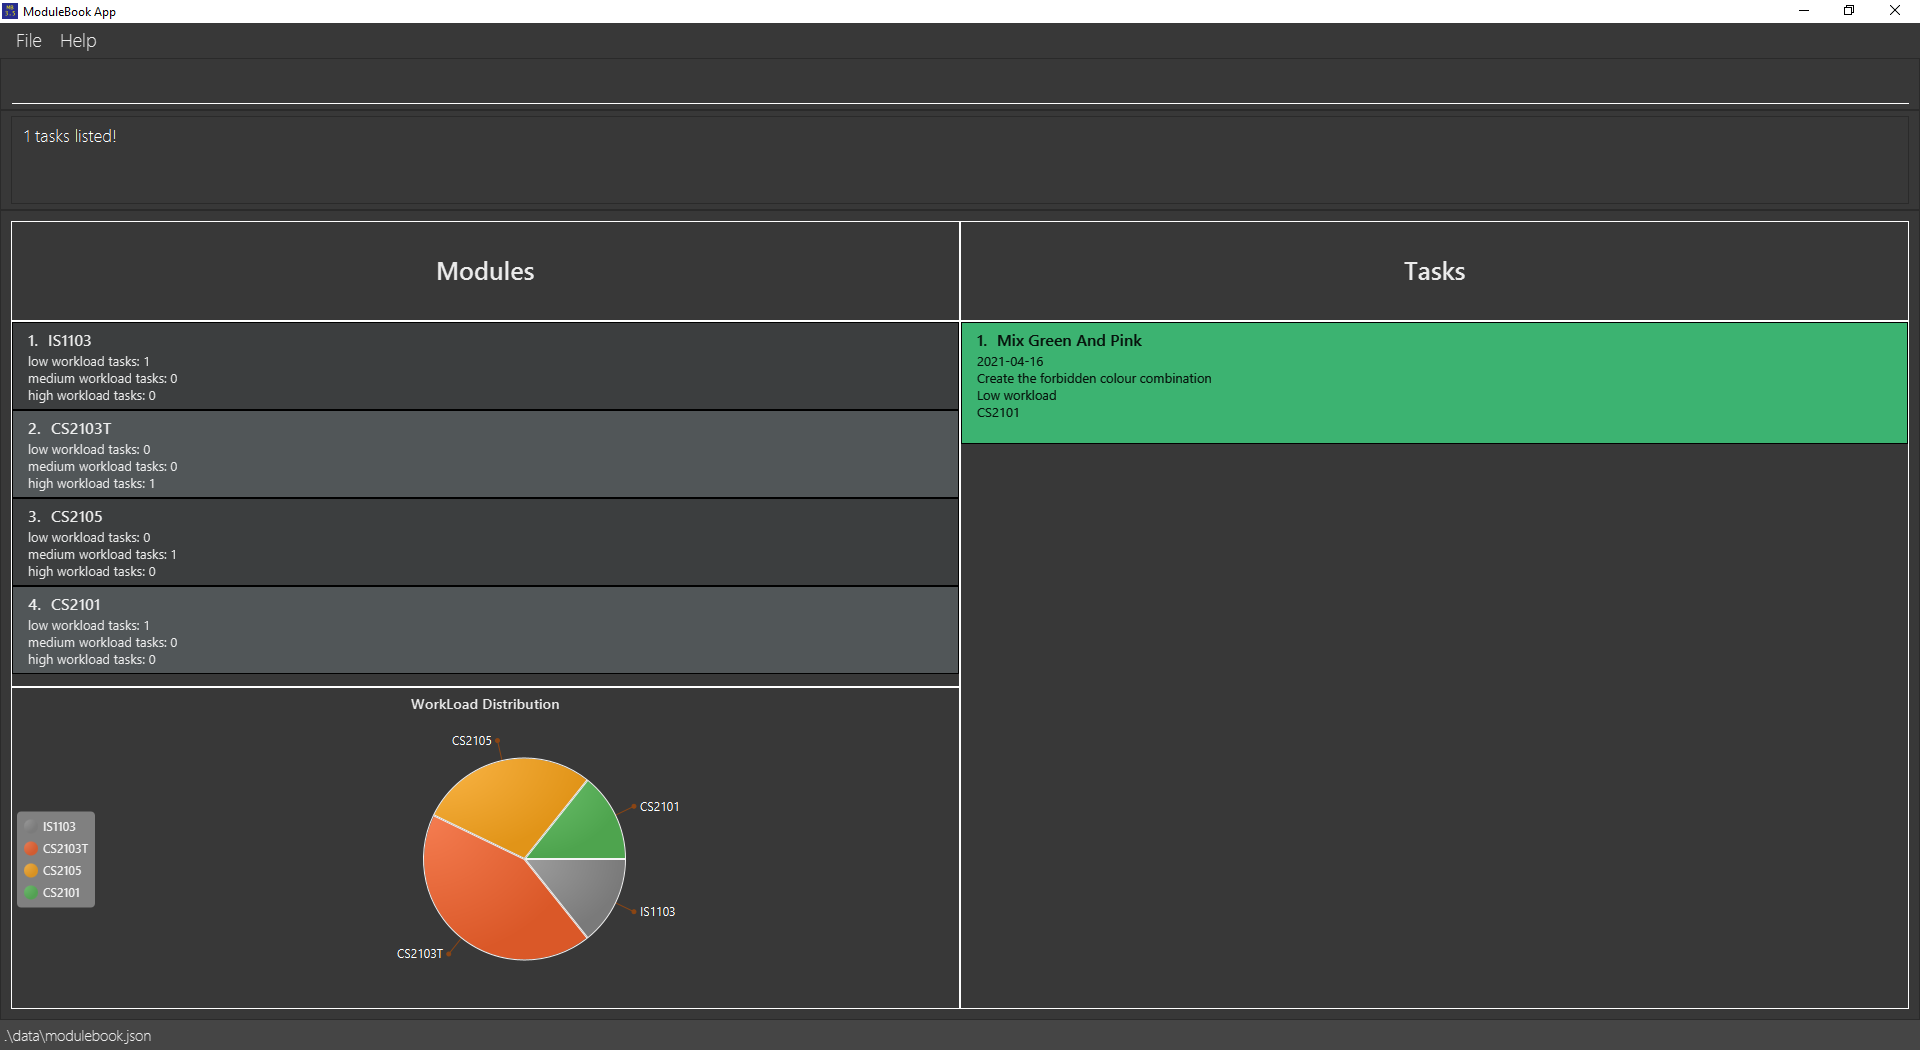 ModuleBook App
File Help
1 tasks listed!
Modules
1. IS1103
low workload tasks: 1
medium workload tasks: 0
high workload tasks: 0
2. CS2103T
low workload tasks: 0
medium workload tasks: 0
high workload tasks: 1
3. CS2105
low workload tasks: 0
medium workload tasks: 1
high workload tasks: 0
4. CS2101
low workload tasks: 1
medium workload tasks: 0
high workload tasks: 0
WorkLoad Distribution
CS2105
CS2101
IS1103
CS2103T
IS1103
CS2103T
CS2105
CS2101
Tasks
1. Mix Green And Pink
2021-04-16
Create the forbidden colour combination
Low workload
CS2101
.\data\modulebook.json